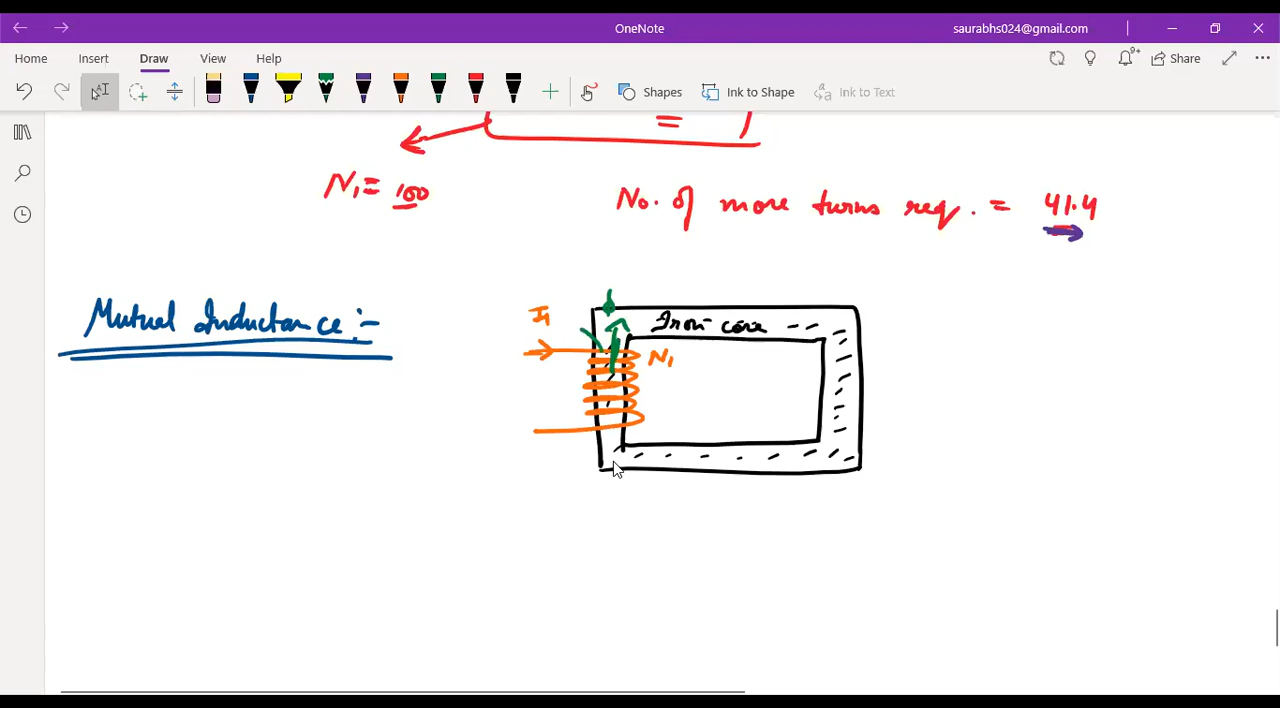 OneNote
saurabhs024@gmail.com
Home Insert Draw View Help
Share
Shapes Ink to Shape Ink to Text
=
N₁ = 100
No. of more turns req. = 41.4
Mutual Inductance :-
I₁
Iron core
N₁